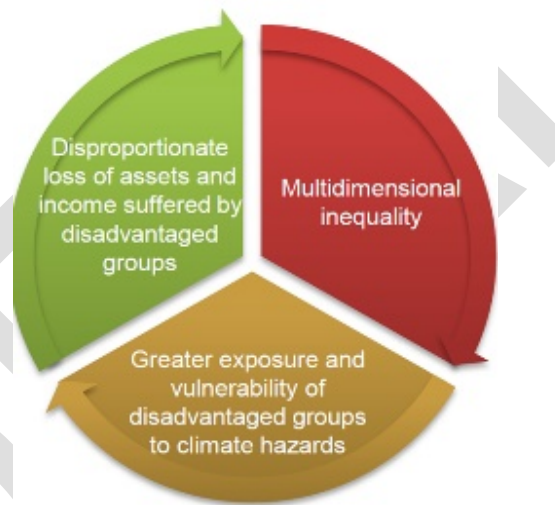 Disproportionate
loss of assets and
income suffered by
disadvantaged
groups
Multidimensional
inequality
Greater exposure and
vulnerability of
disadvantaged groups
to climate hazards